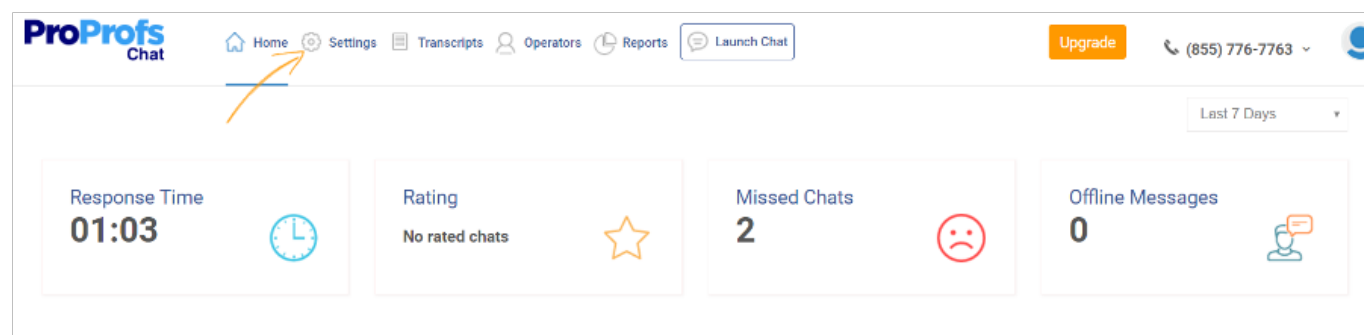 ProProfs
Chat
Home Settings Transcripts Operators Reports Launch Chat Upgrade (855) 776-7763
Last 7 Days
Response Time
01:03
Rating
No rated chats
Missed Chats
2
Offline Messages
0